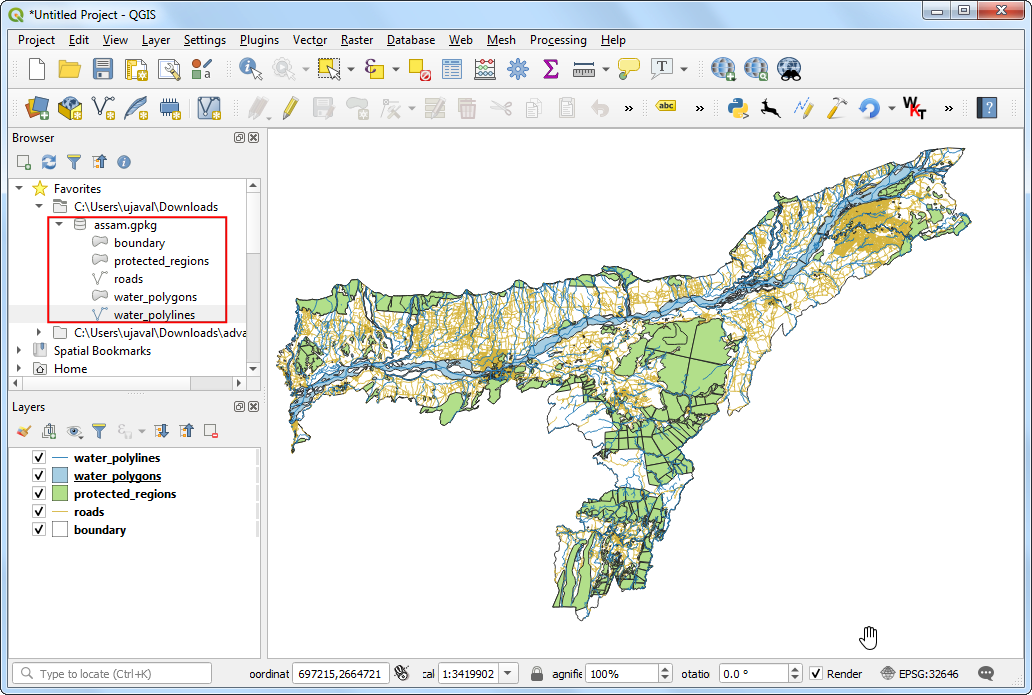 *Untitled Project - QGIS
Project Edit View Layer Settings Plugins Vector Raster Database Web Mesh Processing Help
abc
Browser
Favorites
C:\Users\ujaval\Downloads
assam.gpkg
boundary
protected_regions
roads
water_polygons
water_polylines
C:\Users\ujaval\Downloads\adva
Spatial Bookmarks
Home
Layers
water_polylines
water_polygons
protected_regions
roads
boundary
Type to locate (Ctrl+K) oordinat 697215,2664721 cal 1:3419902 agnifie 100% otatio 0.0 ° Render EPSG:32646